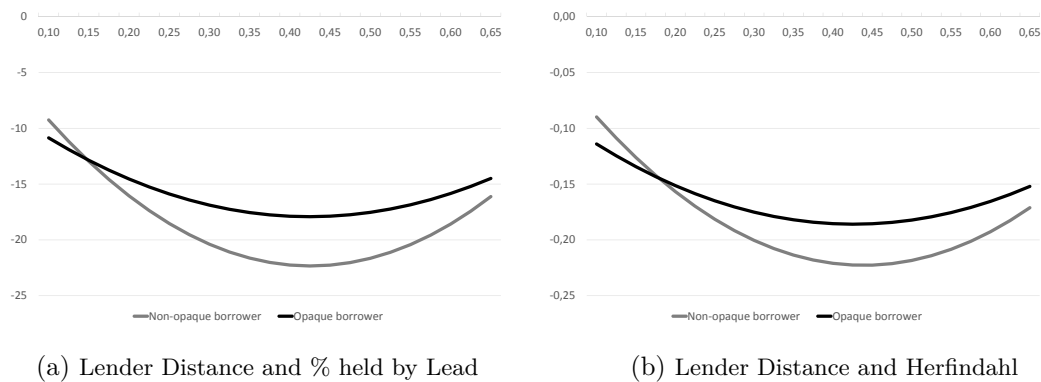 0
0,10 0,15 0,20 0,25 0,30 0,35 0,40 0,45 0,50 0,55 0,60 0,65
-5
-10
-15
-20
-25
Non-opaque borrower Opaque borrower
(a) Lender Distance and % held by Lead
0,00
0,10 0,15 0,20 0,25 0,30 0,35 0,40 0,45 0,50 0,55 0,60 0,65
-0,05
-0,10
-0,15
-0,20
-0,25
Non-opaque borrower Opaque borrower
(b) Lender Distance and Herfindahl